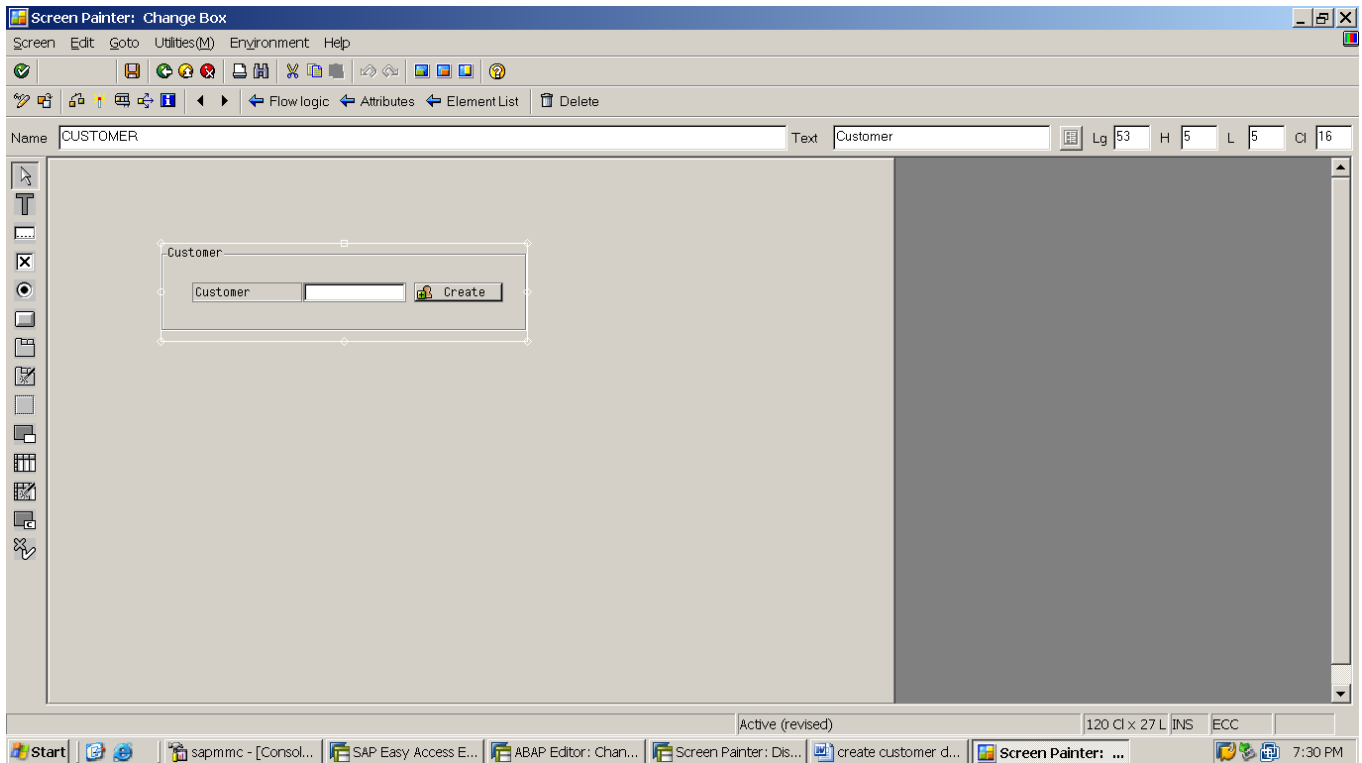 Screen Painter: Change Box
Screen Edit Goto Utilities(M) Environment Help
Flow logic Attributes Element List Delete
Name CUSTOMER Text Customer Lg 53 H 5 L 5 Cl 16
Customer
Customer Create
Active (revised) 120 Cl x 27 L INS ECC
Start sapmmc - [Consol... SAP Easy Access E... ABAP Editor: Chan... Screen Painter: Dis... create customer d... Screen Painter: ... 7:30 PM